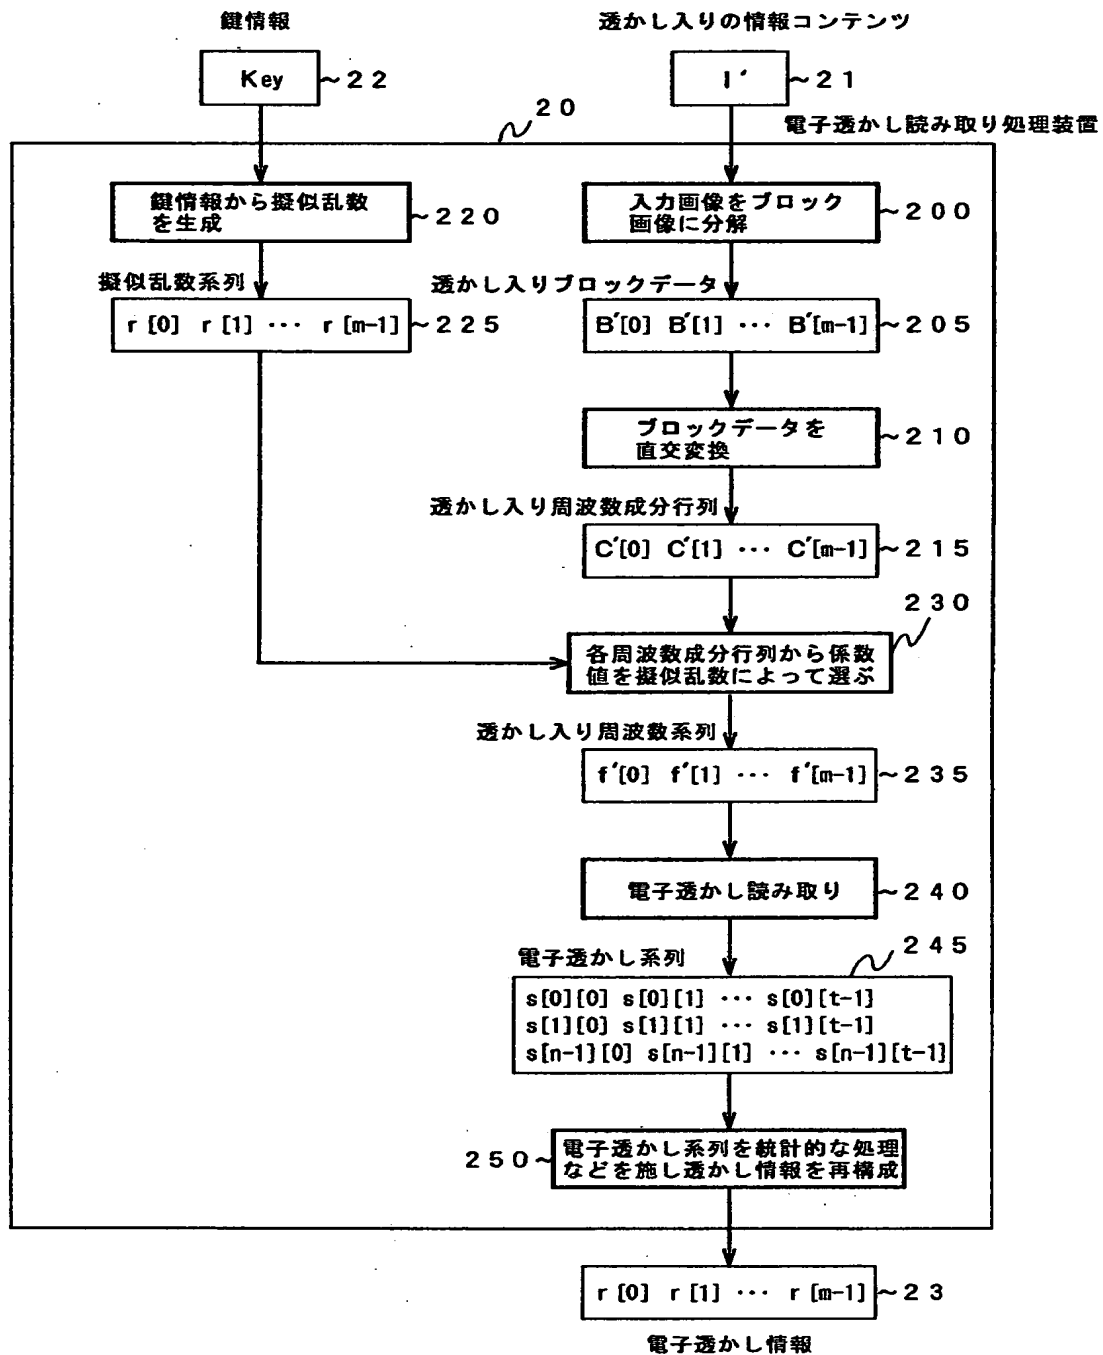 鍵情報
透かし入りの情報コンテンツ
Key ~22
I' ~21
20
電子透かし読み取り処理装置
鍵情報から擬似乱数
を生成
~220
入力画像をブロック
画像に分解
~200
擬似乱数系列
透かし入りブロックデータ
r[0] r[1] ··· r[m-1] ~225
B'[0] B'[1] ··· B'[m-1] ~205
ブロックデータを
直交変換
~210
透かし入り周波数成分行列
C'[0] C'[1] ··· C'[m-1] ~215
230
各周波数成分行列から係数
値を擬似乱数によって選ぶ
透かし入り周波数系列
f'[0] f'[1] ··· f'[m-1] ~235
電子透かし読み取り ~240
電子透かし系列
245
s[0][0] s[0][1] ··· s[0][t-1]
s[1][0] s[1][1] ··· s[1][t-1]
s[n-1][0] s[n-1][1] ··· s[n-1][t-1]
250~
電子透かし系列を統計的な処理
などを施し透かし情報を再構成
r[0] r[1] ··· r[m-1] ~23
電子透かし情報